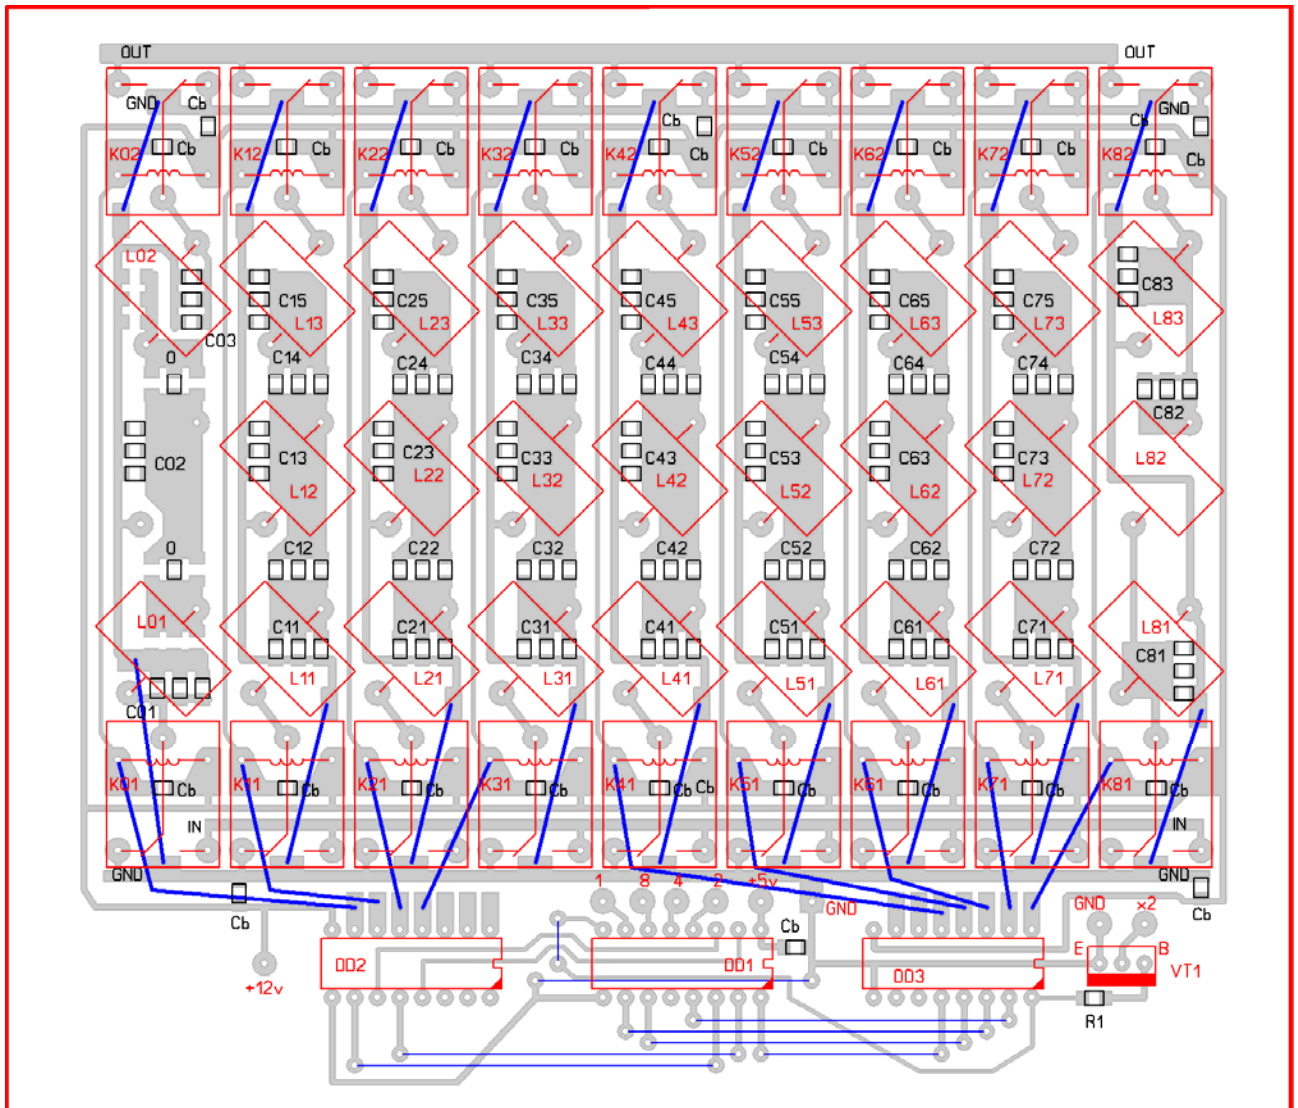 OUT OUT
GND Cb Cb Cb GND
K02 Cb K12 Cb K22 Cb K32 Cb K42 Cb K52 Cb K62 Cb K72 Cb K82 Cb
L02 C83
C15 C25 C35 C45 C55 C65 C75
L13 L23 L33 L43 L53 L63 L73 L83
C03
0 C14 C24 C34 C44 C54 C64 C74
C82
C02 C13 C23 C33 C43 C53 C63 C73 L82
L12 L22 L32 L42 L52 L62 L72
0 C12 C22 C32 C42 C52 C62 C72
L01 C11 C21 C31 C41 C51 C61 C71 L81
C81
L11 L21 L31 L41 L51 L61 L71
C01
K01 Cb K11 Cb K21 Cb K31 Cb K41 Cb Cb K51 Cb K61 Cb K71 Cb K81 Cb
IN IN
GND 1 8 4 2 +5v GND
Cb GND GND x2 Cb
Cb
DD2 DD1 DD3 E B
VT1
+12v
R1